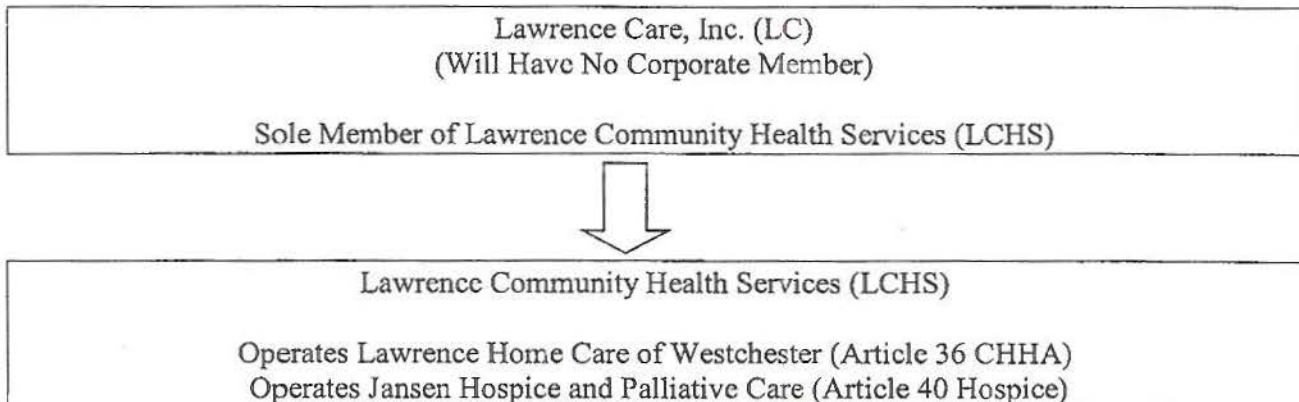 Lawrence Care, Inc. (LC)
(Will Have No Corporate Member)
Sole Member of Lawrence Community Health Services (LCHS)
Lawrence Community Health Services (LCHS)
Operates Lawrence Home Care of Westchester (Article 36 CHHA)
Operates Jansen Hospice and Palliative Care (Article 40 Hospice)